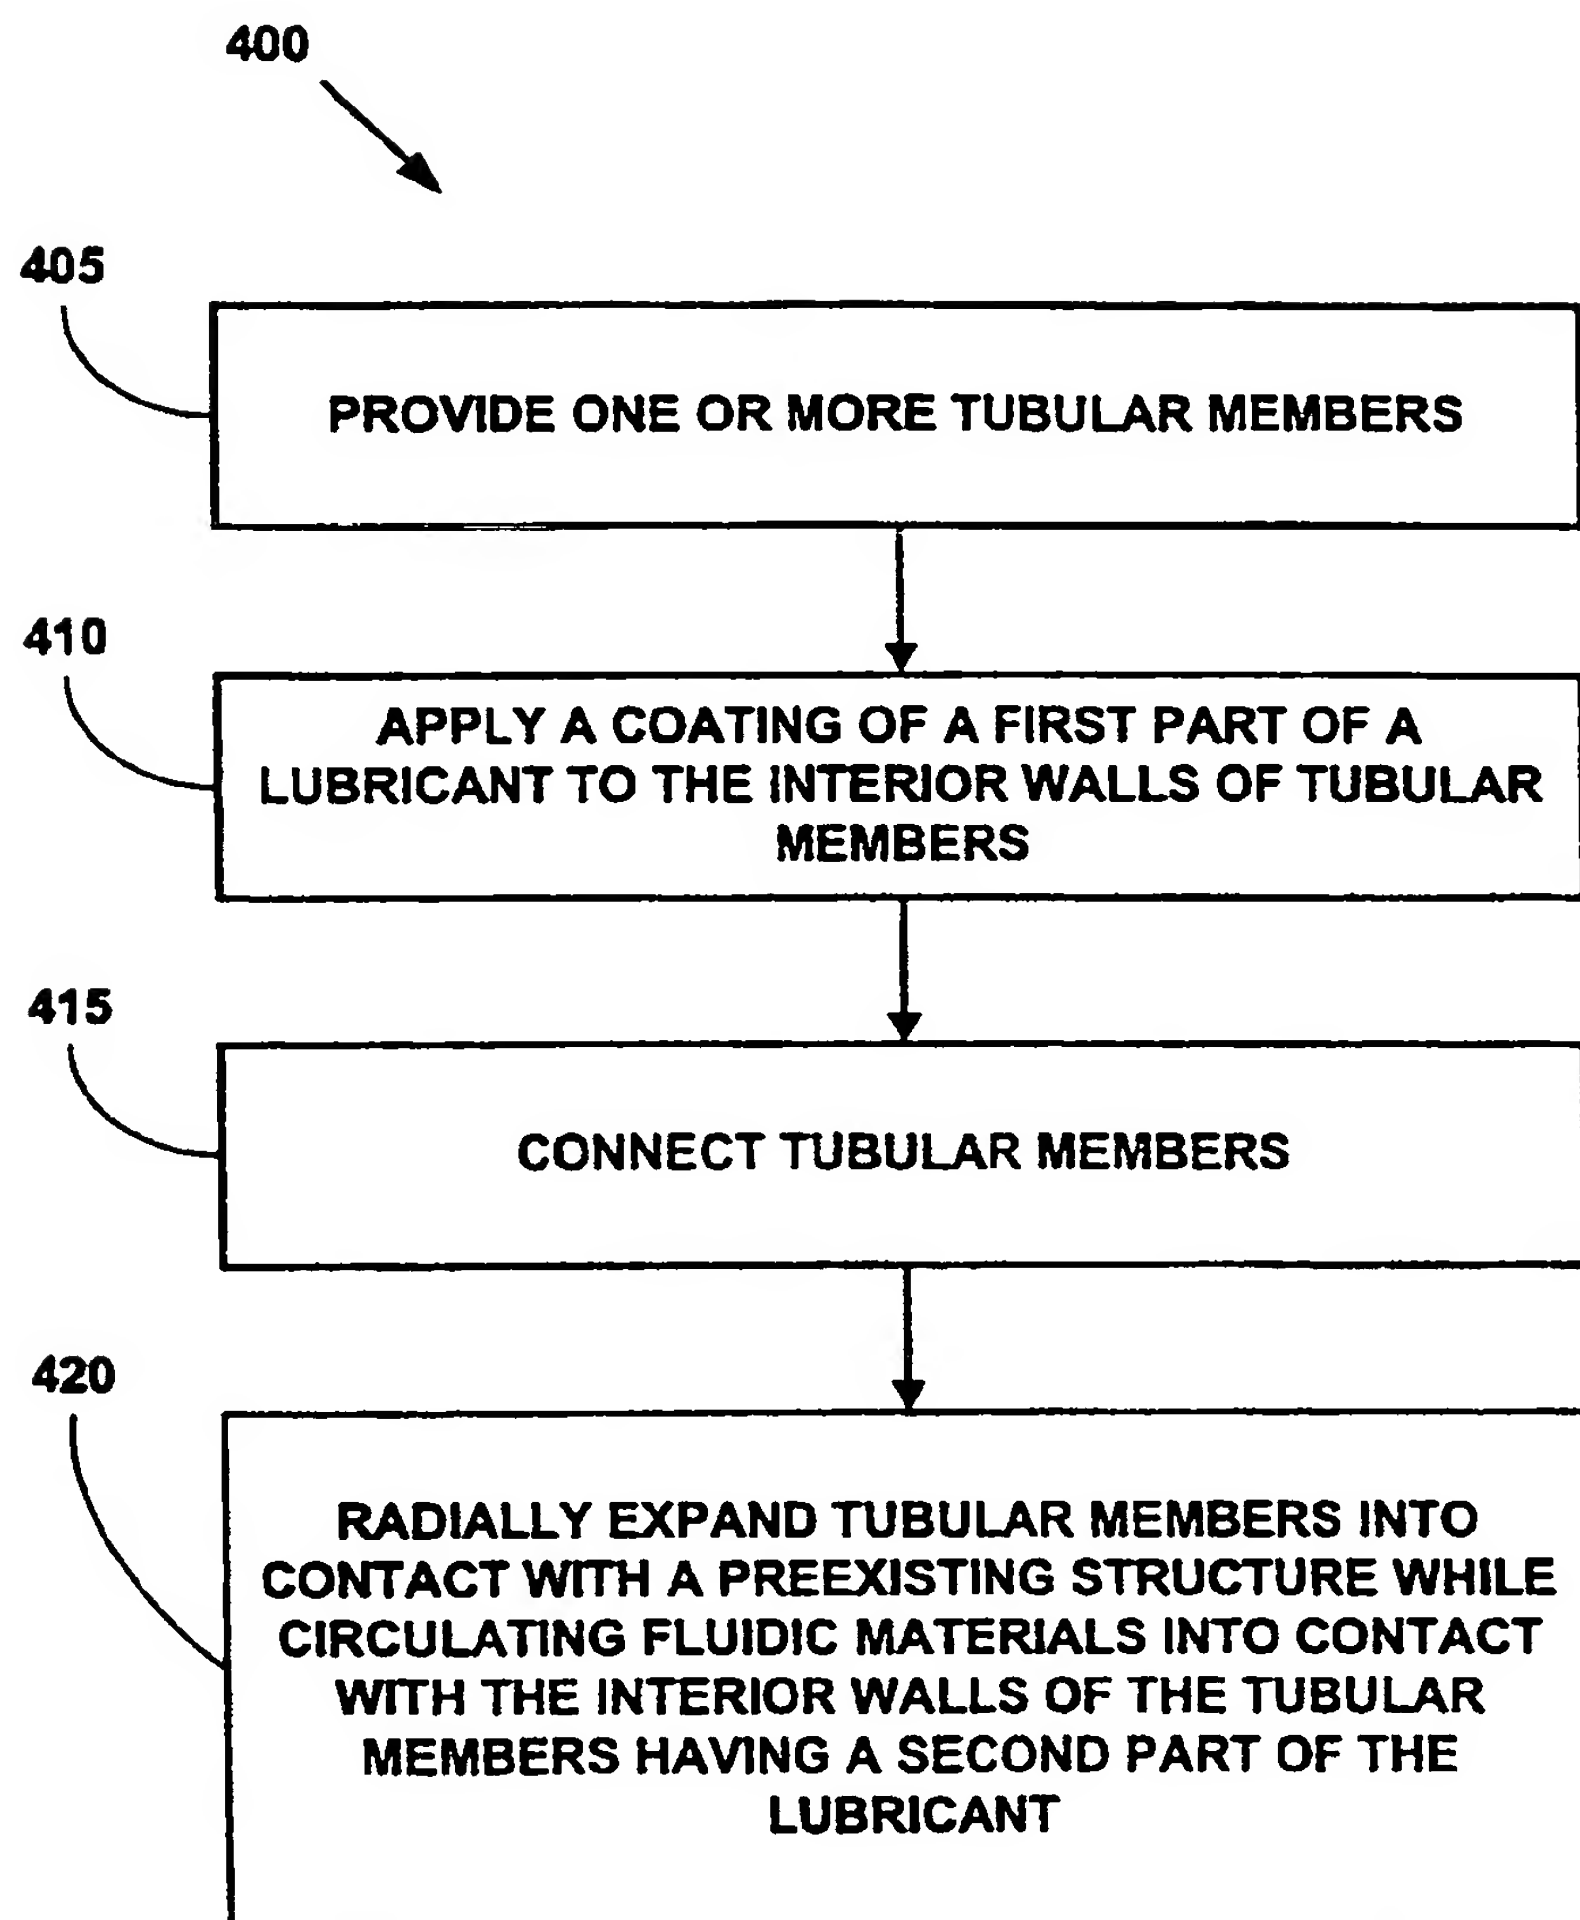 400
405
PROVIDE ONE OR MORE TUBULAR MEMBERS
410
APPLY A COATING OF A FIRST PART OF A
LUBRICANT TO THE INTERIOR WALLS OF TUBULAR
MEMBERS
415
CONNECT TUBULAR MEMBERS
420
RADIALLY EXPAND TUBULAR MEMBERS INTO
CONTACT WITH A PREEXISTING STRUCTURE WHILE
CIRCULATING FLUIDIC MATERIALS INTO CONTACT
WITH THE INTERIOR WALLS OF THE TUBULAR
MEMBERS HAVING A SECOND PART OF THE
LUBRICANT